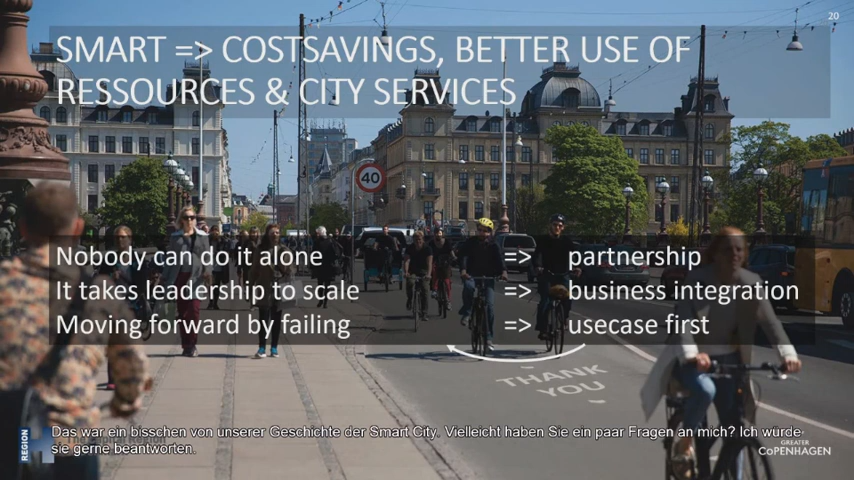 20
SMART => COSTSAVINGS, BETTER USE OF
RESSOURCES & CITY SERVICES
40
Nobody can do it alone => partnership
It takes leadership to scale => business integration
Moving forward by failing => usecase first
THANK
YOU
Das war ein bisschen von unserer Geschichte der Smart City. Vielleicht haben Sie ein paar Fragen an mich? Ich würde
sie gerne beantworten.
REGION
GREATER
COPENHAGEN